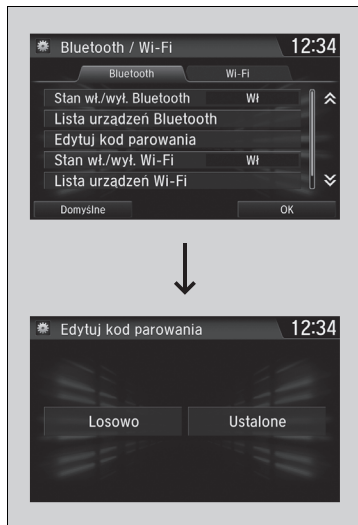 Bluetooth / Wi-Fi 12:34
Bluetooth Wi-Fi
Stan wł./wył. Bluetooth Wł
Lista urządzeń Bluetooth
Edytuj kod parowania
Stan wł./wył. Wi-Fi Wł
Lista urządzeń Wi-Fi
Domyślne OK
Edytuj kod parowania 12:34
Losowo Ustalone